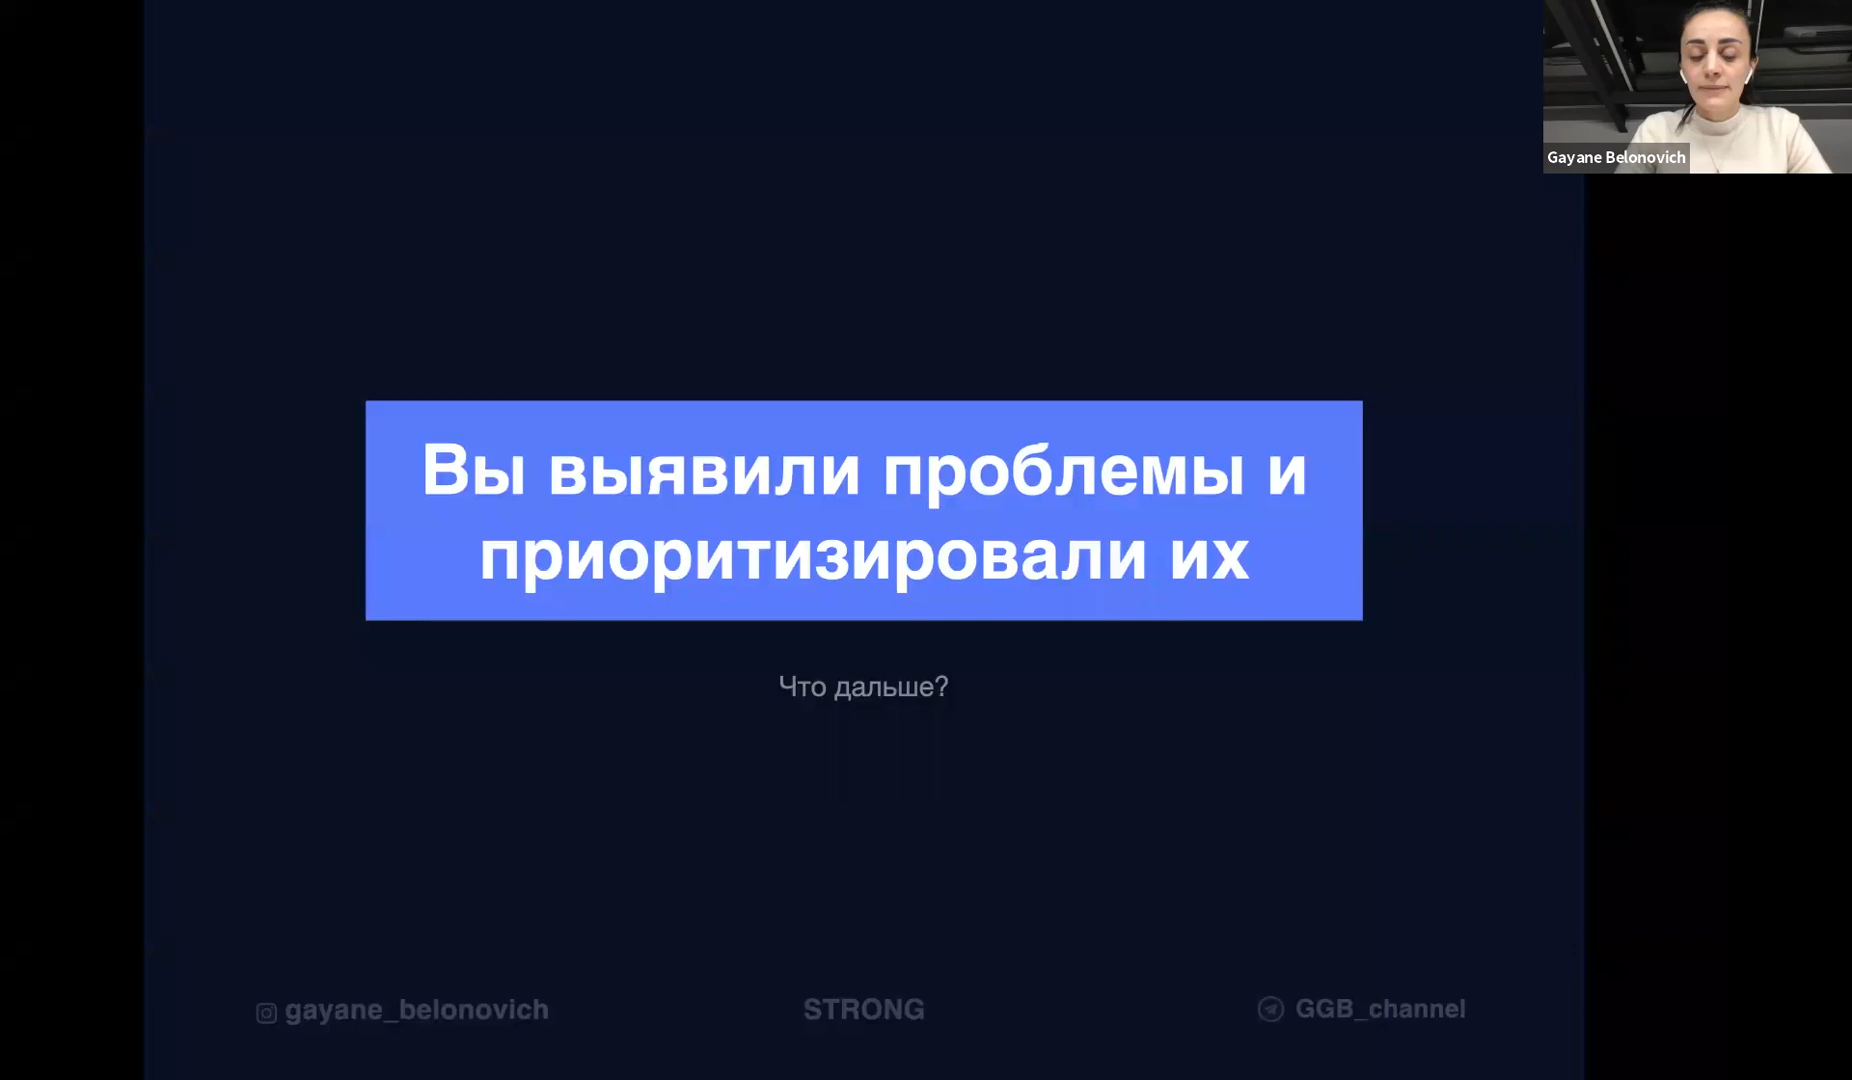 Gayane Belonovich
Вы выявили проблемы и
приоритизировали их
Что дальше?
gayane_belonovich
STRONG
GGB_channel